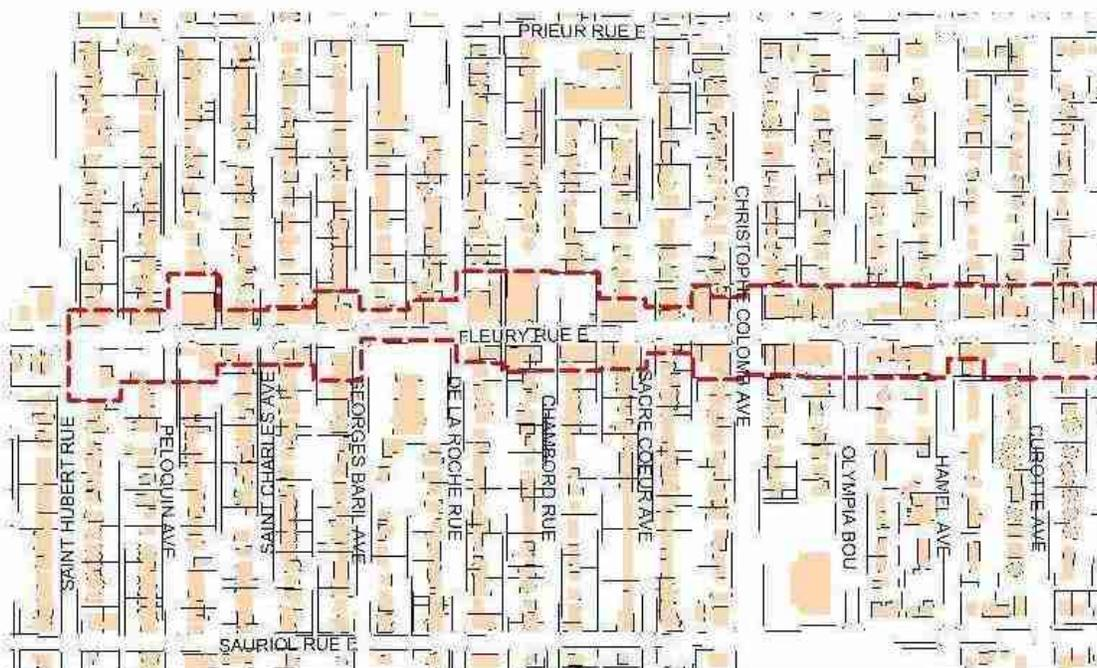 PRIEUR RUE E
CHRISTOPHE COLOMB AVE
FLEURY RUE E
SAINT HUBERT RUE
PELOQUIN AVE
SAINT CHARTLES AVE
GEORGES BARIL AVE
DE LA ROCHE RUE
CHAMBORD RUE
SACRE COEUR AVE
OLYMPIA BOU
HAMEL AVE
CUROTTE AVE
SAURIOL RUE E